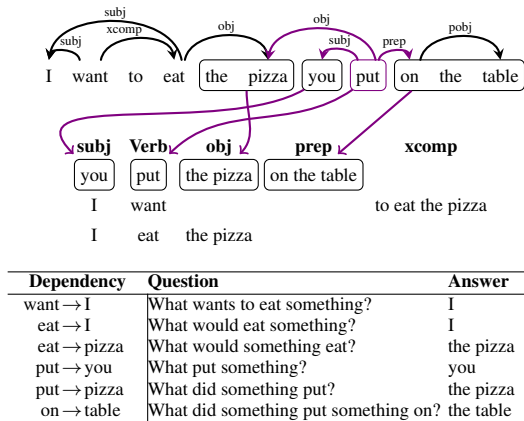 subj
obj
xcomp
obj
subj
subj
prep
pobj
I want to eat the pizza you put on the table
subj Verb obj prep xcomp
you put the pizza on the table
I want to eat the pizza
I eat the pizza
Dependency Question Answer
want→I What wants to eat something? I
eat→I What would eat something? I
eat→pizza What would something eat? the pizza
put→you What put something? you
put→pizza What did something put? the pizza
on→table What did something put something on? the table